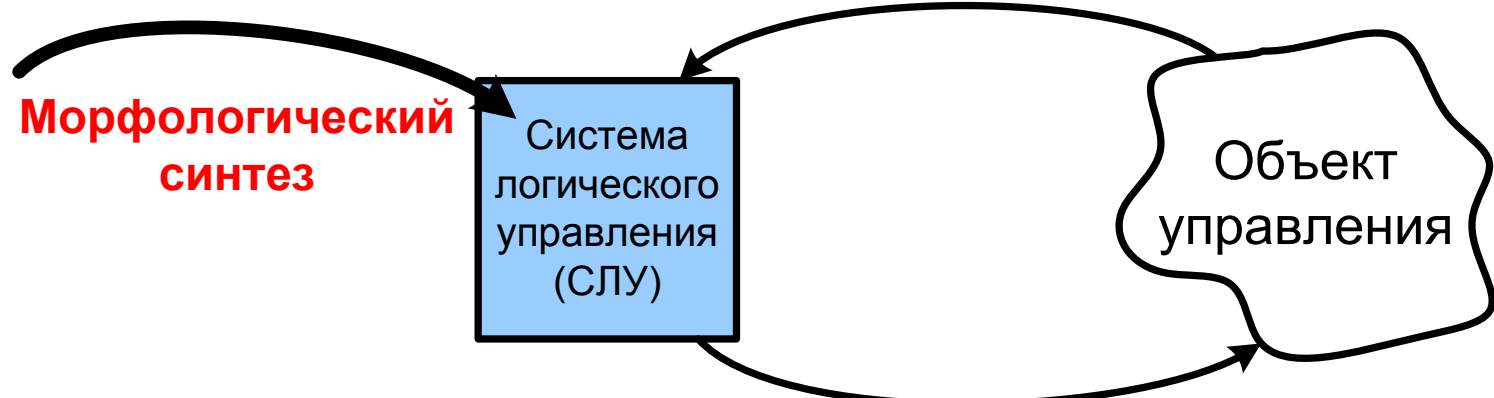 Морфологический
синтез
Система
логического
управления
(СЛУ)
Объект
управления